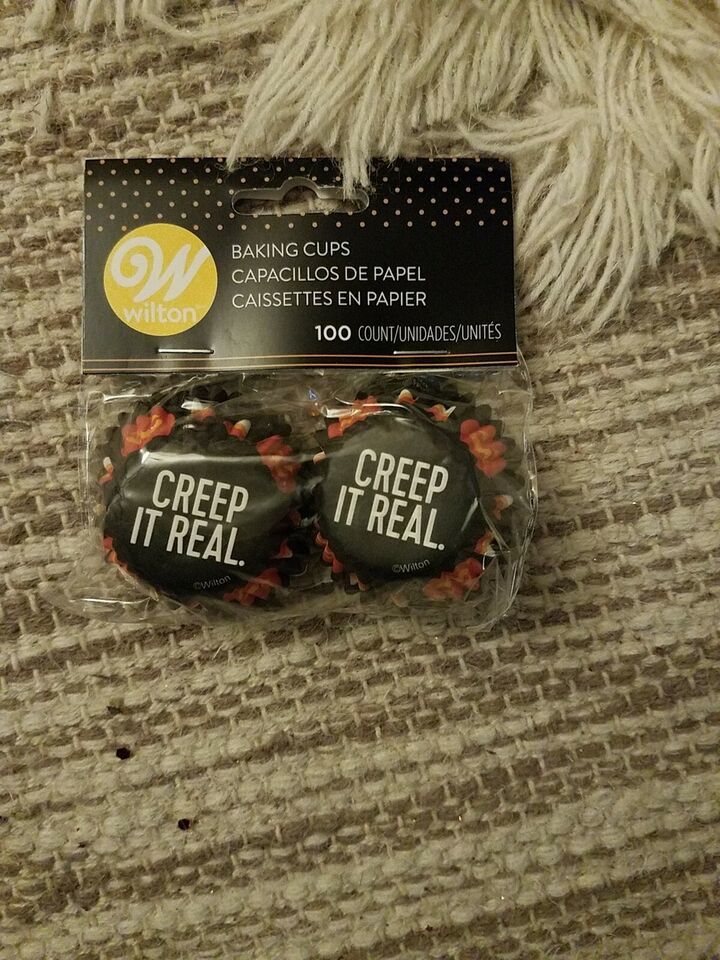 W
wilton™
BAKING CUPS
CAPACILLOS DE PAPEL
CAISSETTES EN PAPIER
100 COUNT/UNIDADES/UNITÉS
CREEP
IT REAL.
©Wilton
CREEP
IT REAL.
©Wilton